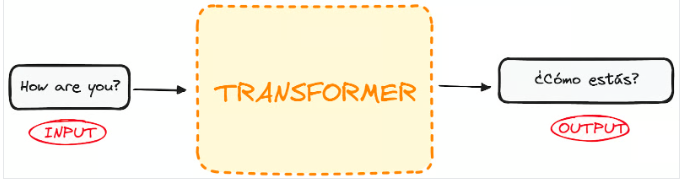 How are you?
INPUT
TRANSFORMER
¿Cómo estás?
OUTPUT